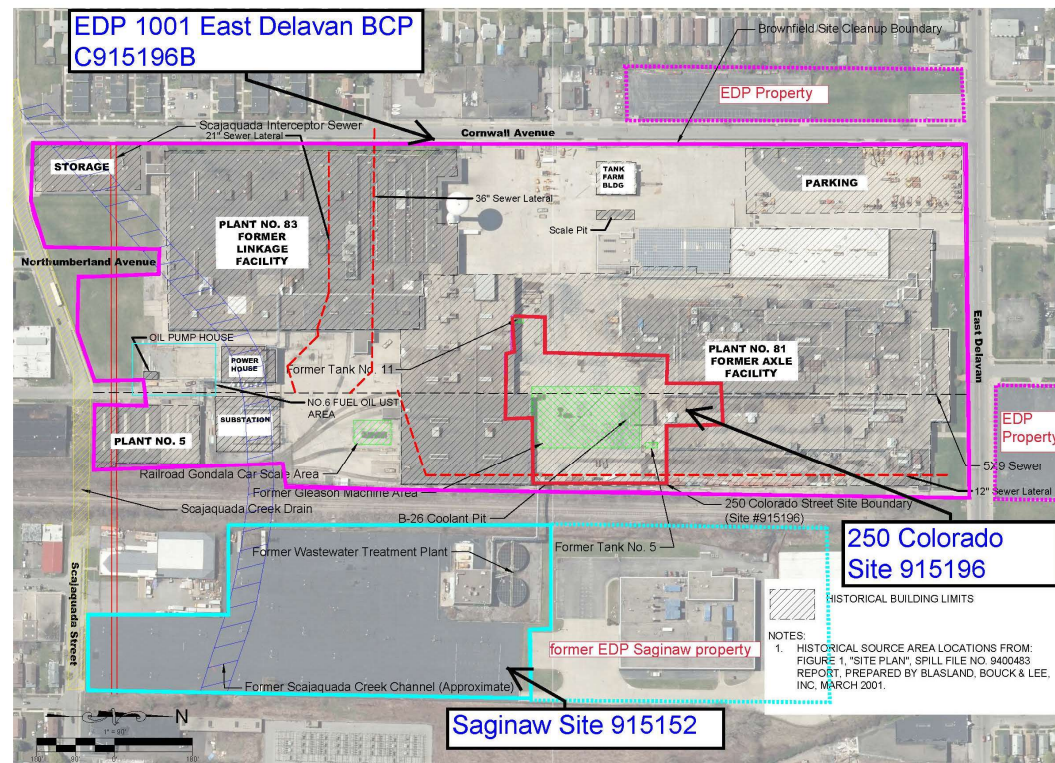 EDP 1001 East Delavan BCP
C915196B
Brownfield Site Cleanup Boundary
EDP Property
Scajaquada Interceptor Sewer
21" Sewer Lateral
Cornwall Avenue
STORAGE
TANK
FARM
BLDG
PARKING
36" Sewer Lateral
PLANT NO. 83
FORMER
LINKAGE
FACILITY
Scale Pit
Northumberland Avenue
East Delavan
OIL PUMP HOUSE
POWER
HOUSE
Former Tank No. 11
PLANT NO. 81
FORMER AXLE
FACILITY
NO.6 FUEL OIL UST
AREA
SUBSTATION
EDP
Property
PLANT NO. 5
5X9 Sewer
Railroad Gondala Car Scale Area
Former Gleason Machine Area
12" Sewer Lateral
Scajaquada Creek Drain
250 Colorado Street Site Boundary
(Site #915196)
B-26 Coolant Pit
Former Wastewater Treatment Plant
Former Tank No. 5
250 Colorado
Site 915196
Scajaquada Street
HISTORICAL BUILDING LIMITS
NOTES:
1. HISTORICAL SOURCE AREA LOCATIONS FROM:
FIGURE 1, "SITE PLAN", SPILL FILE NO. 9400483
REPORT, PREPARED BY BLASLAND, BOUCK & LEE,
INC, MARCH 2001.
former EDP Saginaw property
Former Scajaquada Creek Channel (Approximate)
Saginaw Site 915152
N
1" = 90'
180' 90' 0' 180'